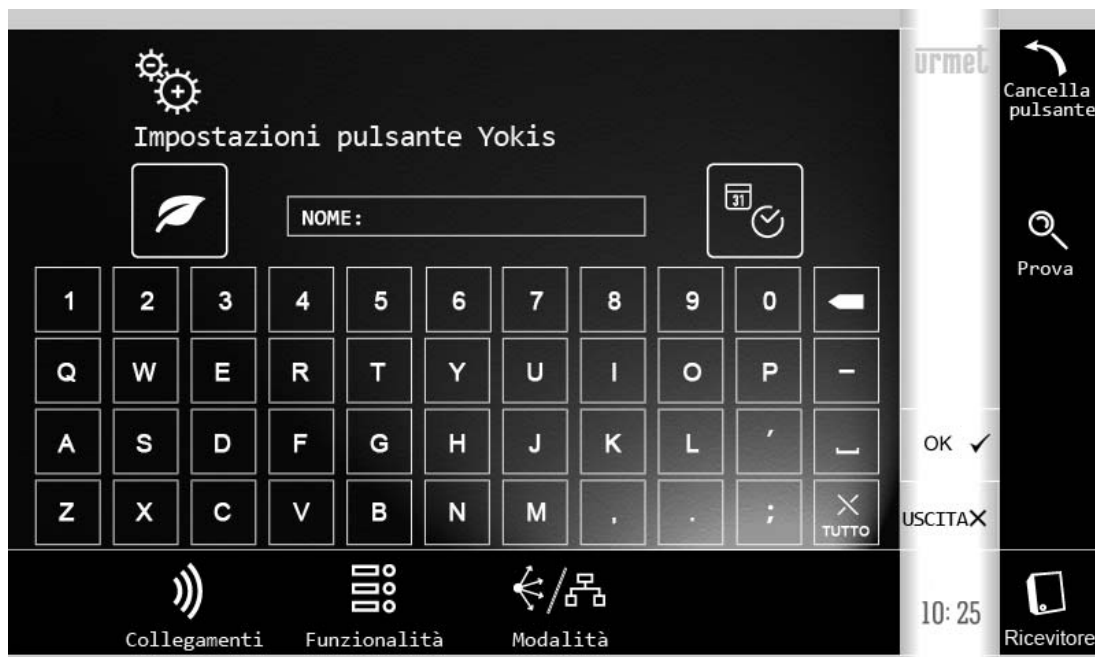 urmet
Cancella
pulsante
Impostazioni pulsante Yokis
31
NOME:
Prova
1 2 3 4 5 6 7 8 9 0
Q W E R T Y U I O P -
A S D F G H J K L '
OK
Z X C V B N M , . ;
TUTTO
USCITA
10:25
Collegamenti Funzionalità Modalità Ricevitore